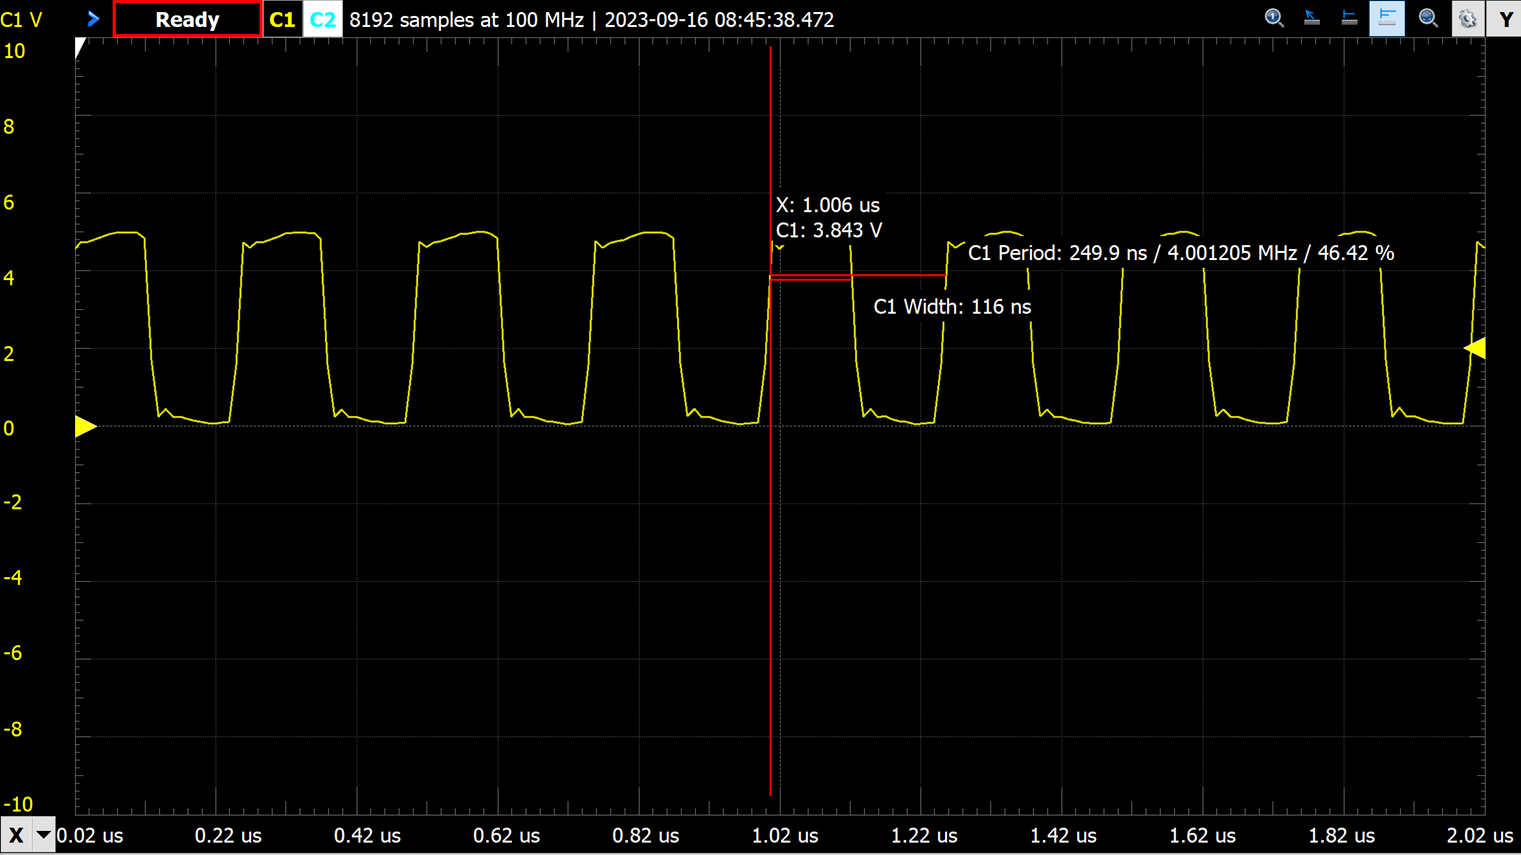 C1 V Ready C1 C2 8192 samples at 100 MHz | 2023-09-16 08:45:38.472 Y
10
8
6
X: 1.006 us
C1: 3.843 V
C1 Period: 249.9 ns / 4.001205 MHz / 46.42 %
4
C1 Width: 116 ns
2
0
-2
-4
-6
-8
-10
X 0.02 us 0.22 us 0.42 us 0.62 us 0.82 us 1.02 us 1.22 us 1.42 us 1.62 us 1.82 us 2.02 us